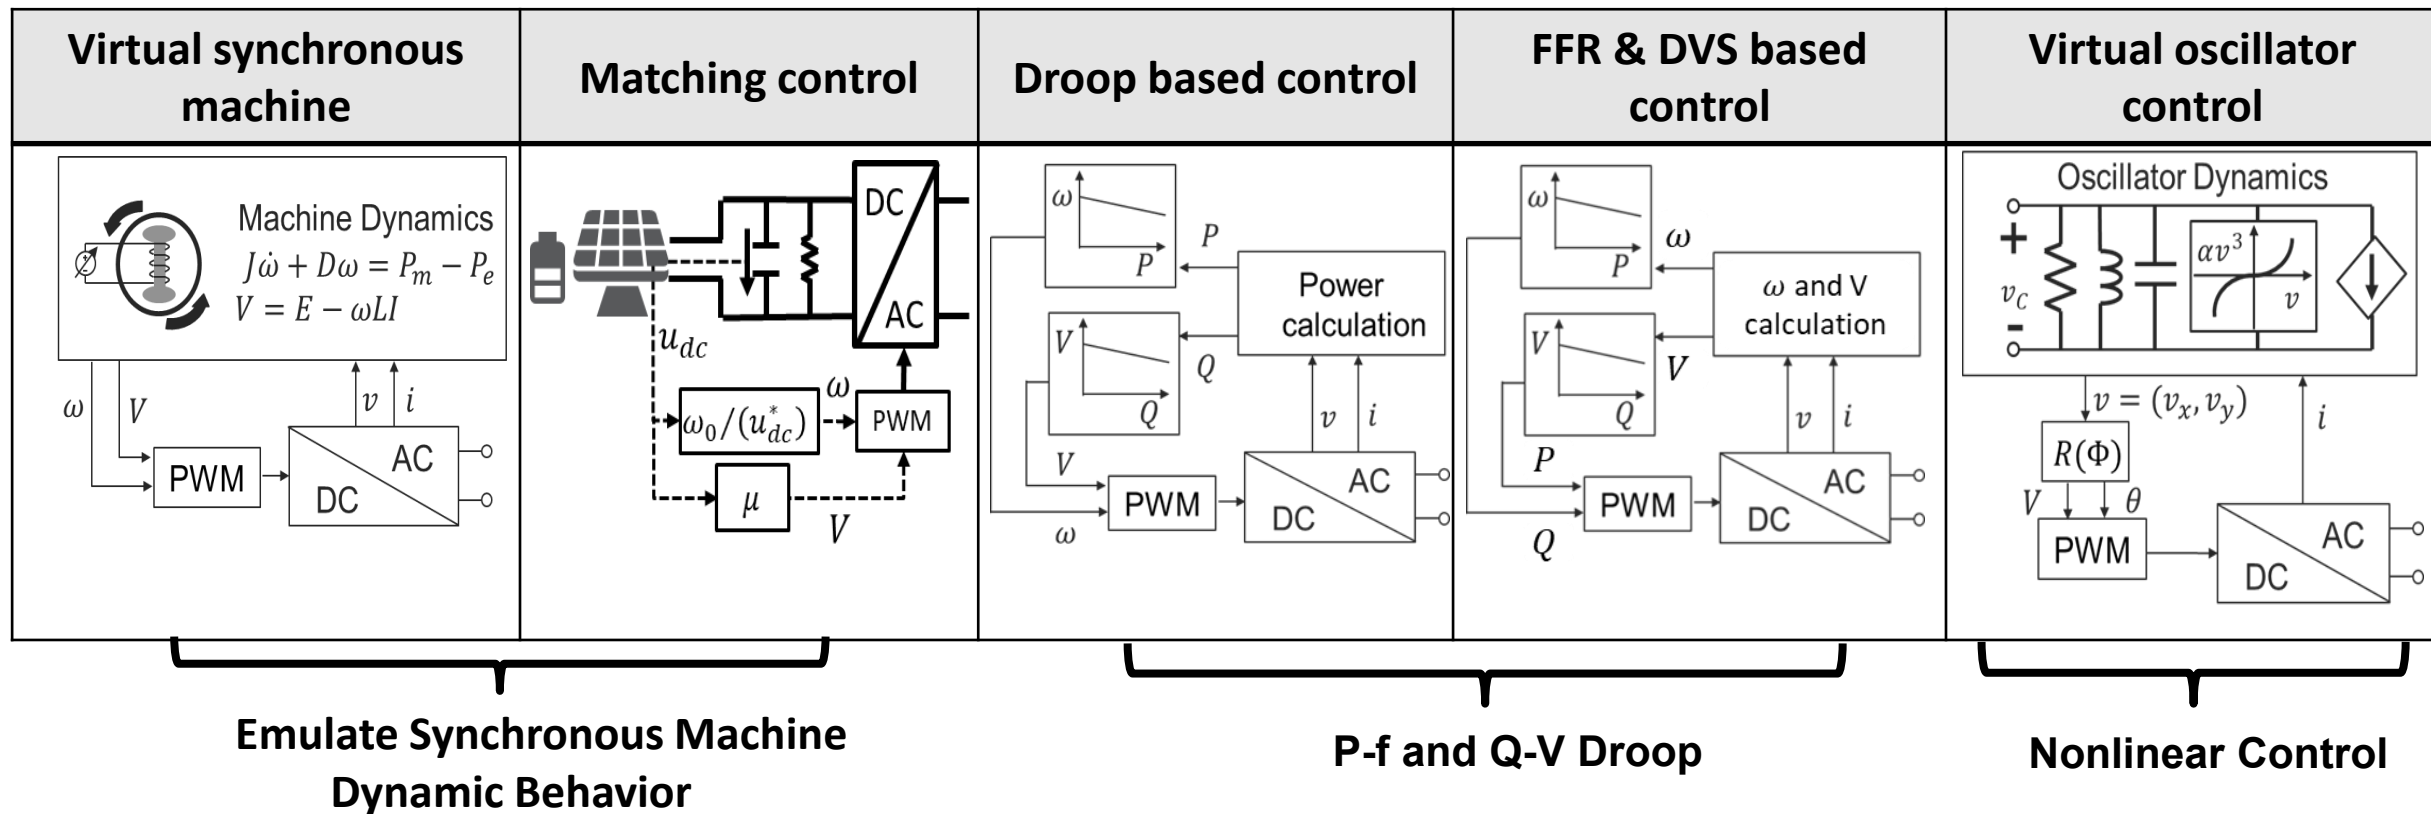 Virtual synchronous
machine
Matching control
Droop based control
FFR & DVS based
control
Virtual oscillator
control
Machine Dynamics
Jω̇ + Dω = P_m − P_e
V = E − ωLI
ω
V
v
i
PWM
AC
DC
DC
AC
u_dc
ω
ω_0/(u*_dc)
PWM
μ
V
ω
P
P
Power
calculation
V
Q
Q
v
i
V
ω
PWM
AC
DC
ω
P
ω
ω and V
calculation
V
Q
V
v
i
P
Q
PWM
AC
DC
Oscillator Dynamics
+
v_C
-
αv³
v
v = (v_x, v_y)
i
R(Φ)
V
θ
PWM
AC
DC
Emulate Synchronous Machine
Dynamic Behavior
P-f and Q-V Droop
Nonlinear Control